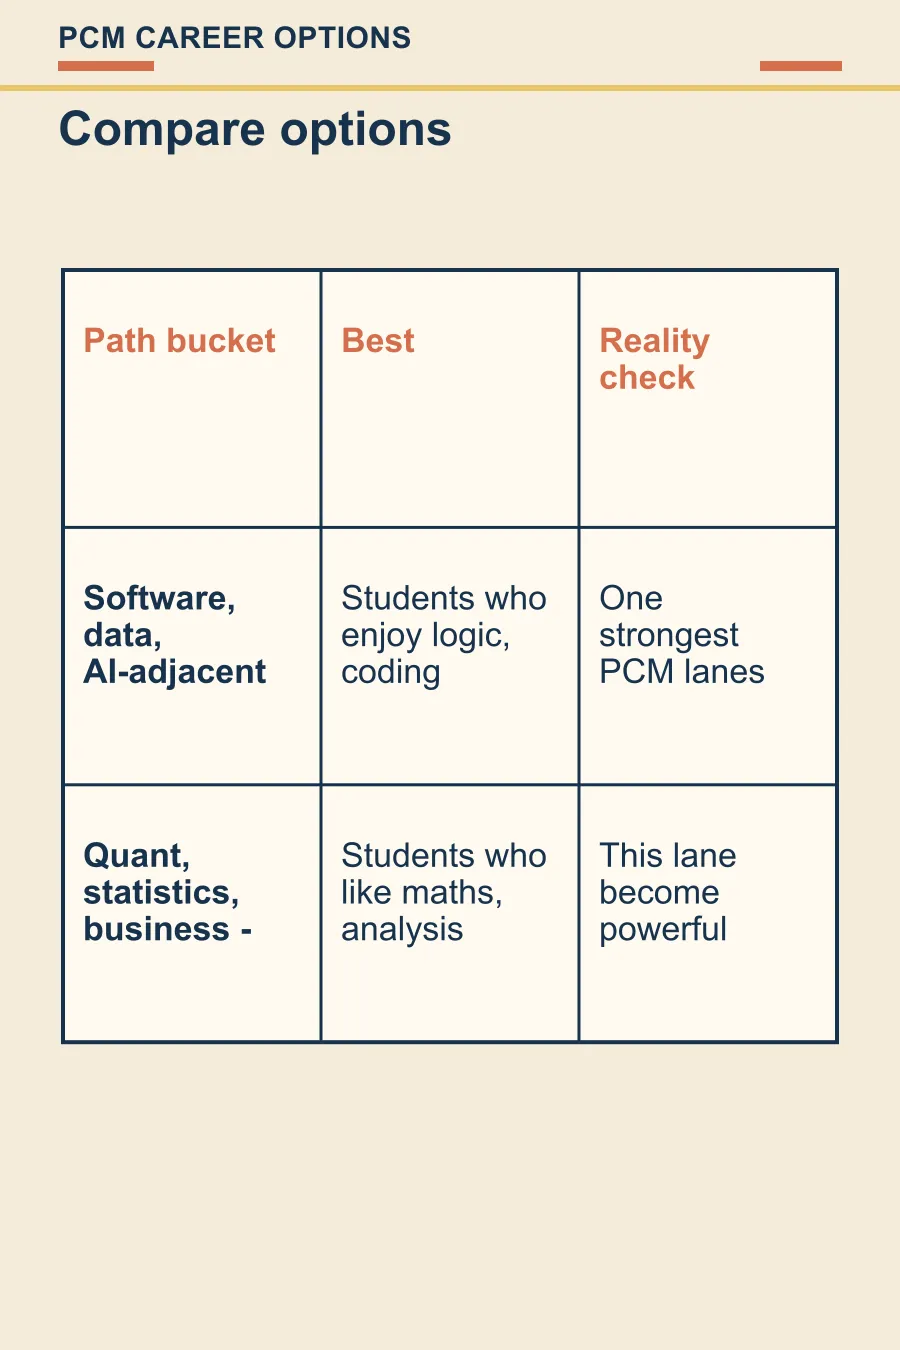 PCM CAREER OPTIONS
Compare options
Path bucket
Best
Reality
check
Software,
data,
AI-adjacent
Students who
enjoy logic,
coding
One
strongest
PCM lanes
Quant,
statistics,
business -
Students who
like maths,
analysis
This lane
become
powerful